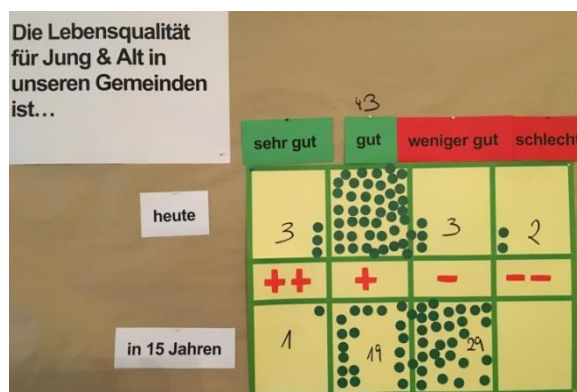 Die Lebensqualität
für Jung & Alt in
unseren Gemeinden
ist…
43
sehr gut gut weniger gut schlecht
heute 3 3 2
++ + - --
in 15 Jahren 1 19 29